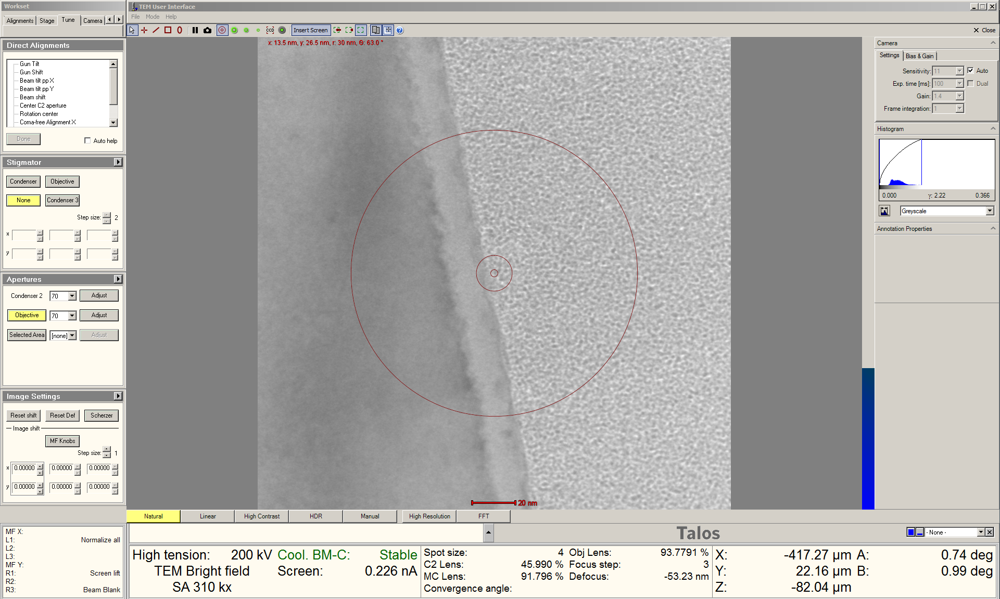 Workset
TEM User Interface
File Mode Help
Alignments Stage Tune Camera
Insert Screen
Close
Direct Alignments
Gun Tilt
Gun Shift
Beam tilt pp X
Beam tilt pp Y
Beam shift
Center C2 aperture
Rotation center
Coma-free Alignment X
Done
Auto help
Stigmator
Condenser Objective
None Condenser 3
Step size: 2
x
y
Apertures
Condenser 2 70 Adjust
Objective 70 Adjust
Selected Area [none] Adjust
Image Settings
Reset shift Reset Def Scherzer
Image shift
MF Knobs
Step size: 1
x 0.00000 0.00000 0.00000
y 0.00000 0.00000 0.00000
x: 13.5 nm, y: 26.5 nm, r: 30 nm, Θ: 63.0 °
20 nm
Camera
Settings Bias & Gain
Sensitivity: 11 Auto
Exp. time [ms]: 100 Dual
Gain: 1.4
Frame integration: 1
Histogram
0.000 γ: 2.22 0.366
Greyscale
Annotation Properties
Natural Linear High Contrast HDR Manual High Resolution FFT
MF X:
L1: Normalize all
L2:
L3:
MF Y:
R1: Screen lift
R2:
R3: Beam Blank
Talos
- None -
High tension: 200 kV Cool. BM-C: Stable
TEM Bright field Screen: 0.226 nA
SA 310 kx
Spot size: 4 Obj Lens: 93.7791 %
C2 Lens: 45.990 % Focus step: 3
MC Lens: 91.796 % Defocus: -53.23 nm
Convergence angle:
X: -417.27 µm A: 0.74 deg
Y: 22.16 µm B: 0.99 deg
Z: -82.04 µm